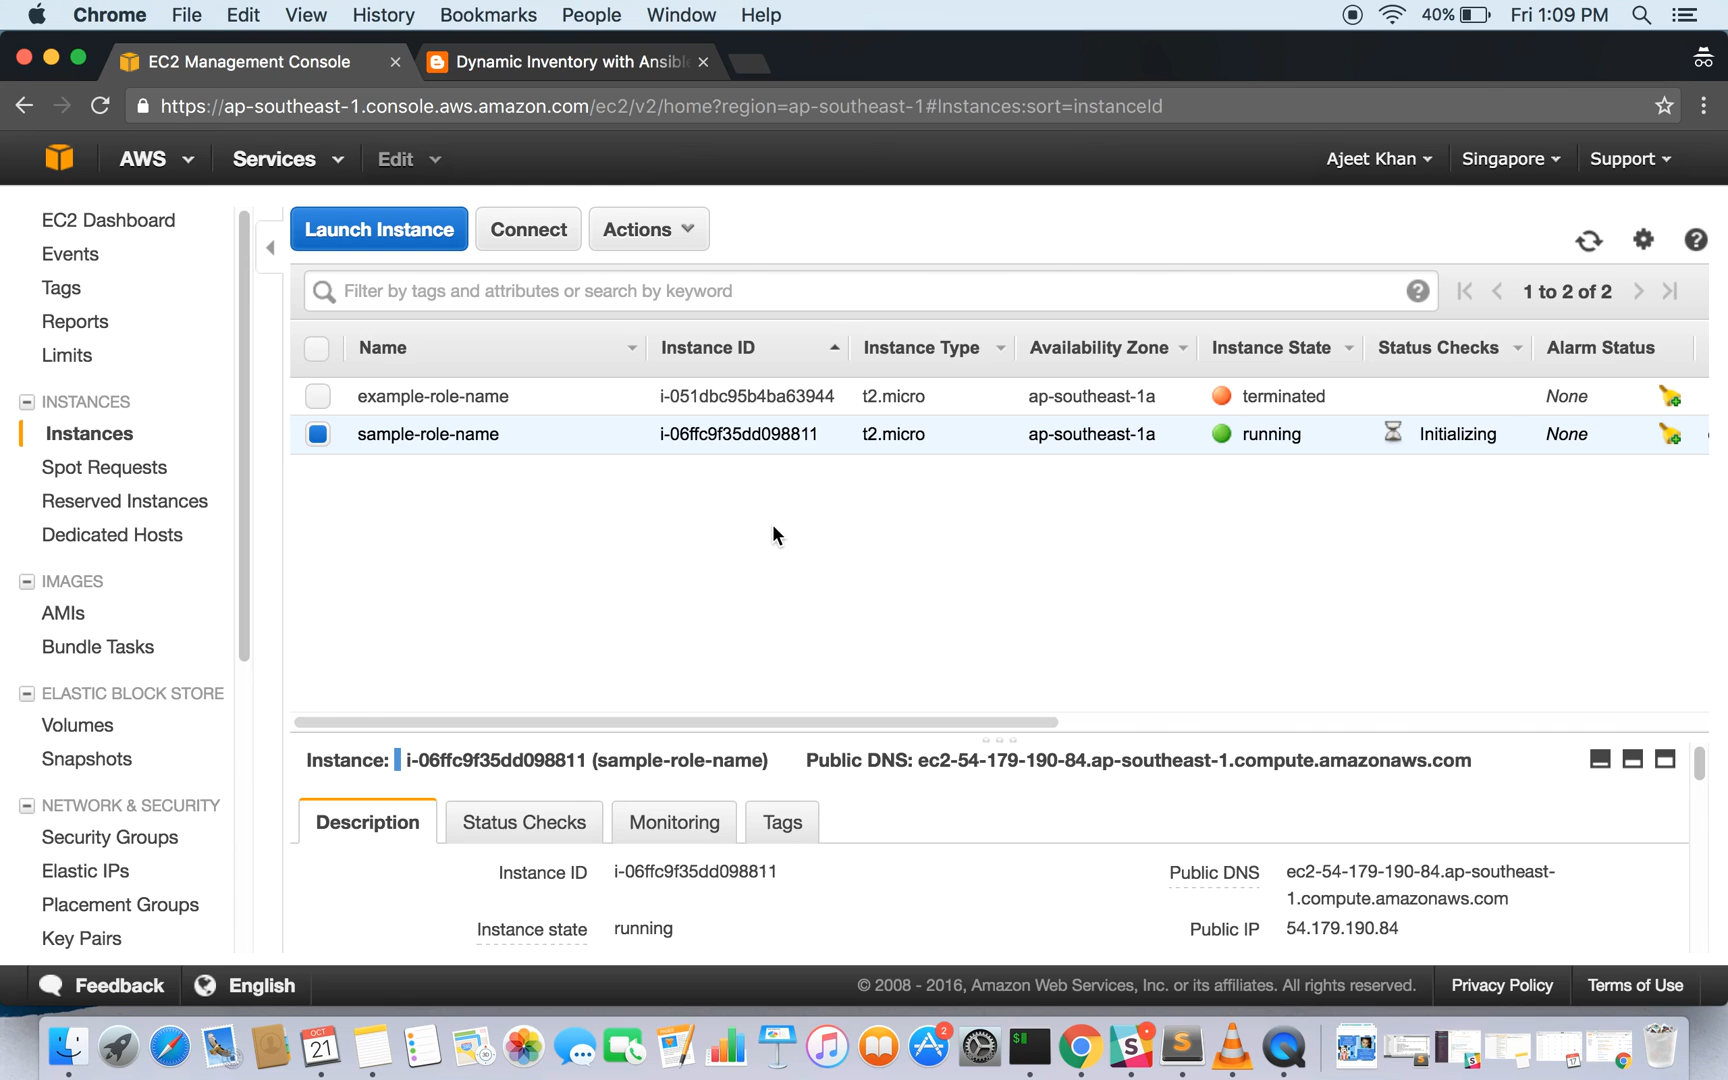 Chrome File Edit View History Bookmarks People Window Help 40% Fri 1:09 PM
EC2 Management Console Dynamic Inventory with Ansibl
https://ap-southeast-1.console.aws.amazon.com/ec2/v2/home?region=ap-southeast-1#Instances:sort=instanceId
AWS Services Edit Ajeet Khan Singapore Support
EC2 Dashboard
Events
Tags
Reports
Limits
INSTANCES
Instances
Spot Requests
Reserved Instances
Dedicated Hosts
IMAGES
AMIs
Bundle Tasks
ELASTIC BLOCK STORE
Volumes
Snapshots
NETWORK & SECURITY
Security Groups
Elastic IPs
Placement Groups
Key Pairs
Launch Instance Connect Actions
Filter by tags and attributes or search by keyword 1 to 2 of 2
Name Instance ID Instance Type Availability Zone Instance State Status Checks Alarm Status
example-role-name i-051dbc95b4ba63944 t2.micro ap-southeast-1a terminated None
sample-role-name i-06ffc9f35dd098811 t2.micro ap-southeast-1a running Initializing None
Instance: i-06ffc9f35dd098811 (sample-role-name) Public DNS: ec2-54-179-190-84.ap-southeast-1.compute.amazonaws.com
Description Status Checks Monitoring Tags
Instance ID i-06ffc9f35dd098811 Public DNS ec2-54-179-190-84.ap-southeast-
1.compute.amazonaws.com
Instance state running Public IP 54.179.190.84
Feedback English © 2008 - 2016, Amazon Web Services, Inc. or its affiliates. All rights reserved. Privacy Policy Terms of Use
OCT
21
2